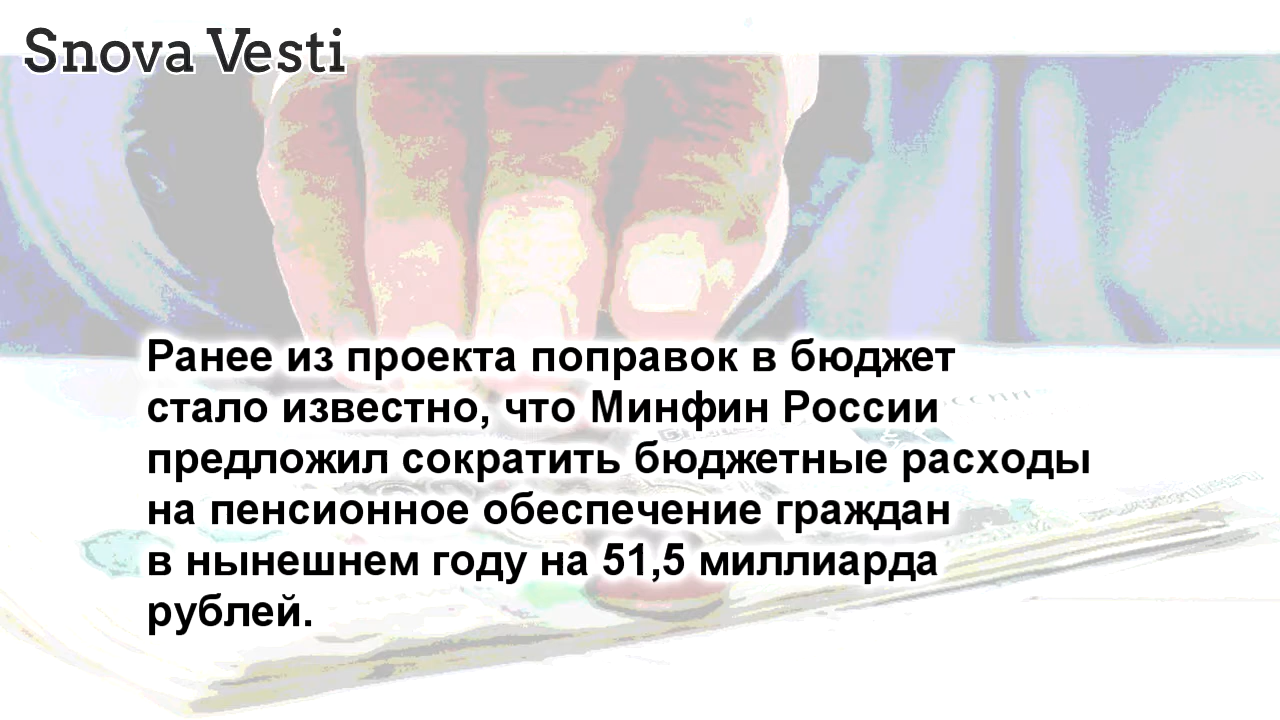 Snova Vesti
Ранее из проекта поправок в бюджет
стало известно, что Минфин России
предложил сократить бюджетные расходы
на пенсионное обеспечение граждан
в нынешнем году на 51,5 миллиарда
рублей.